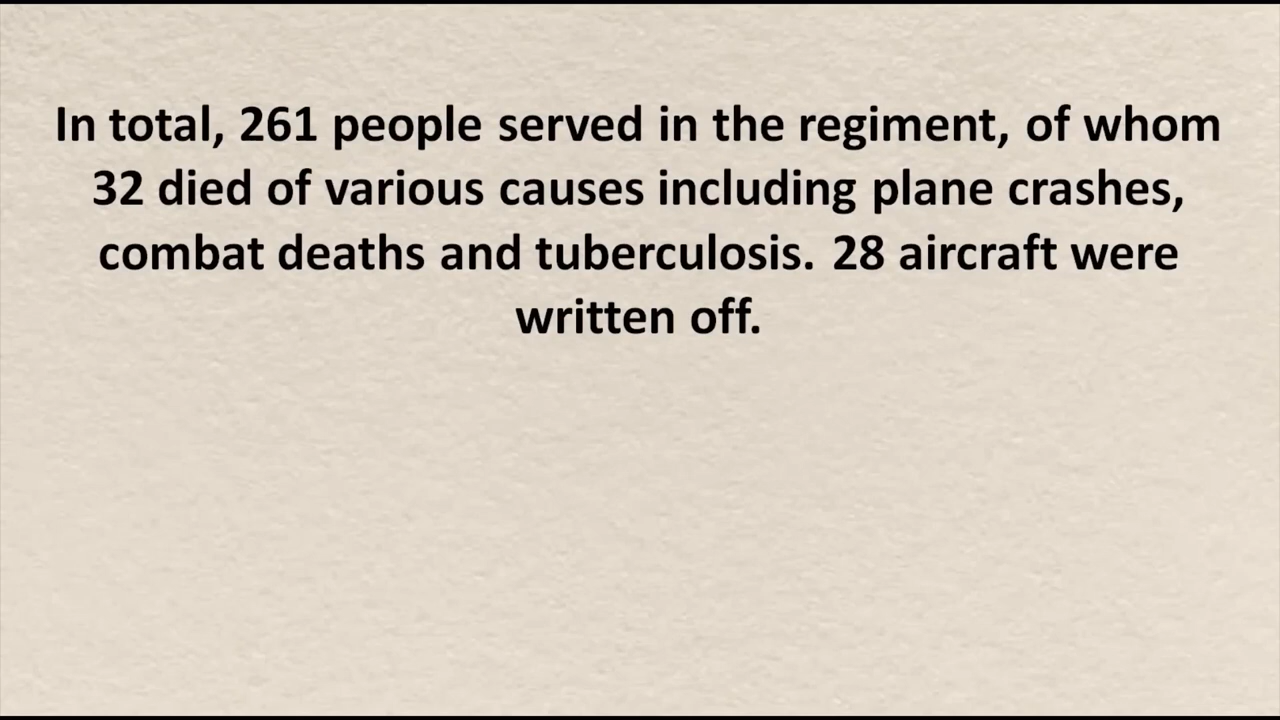 In total, 261 people served in the regiment, of whom
32 died of various causes including plane crashes,
combat deaths and tuberculosis. 28 aircraft were
written off.